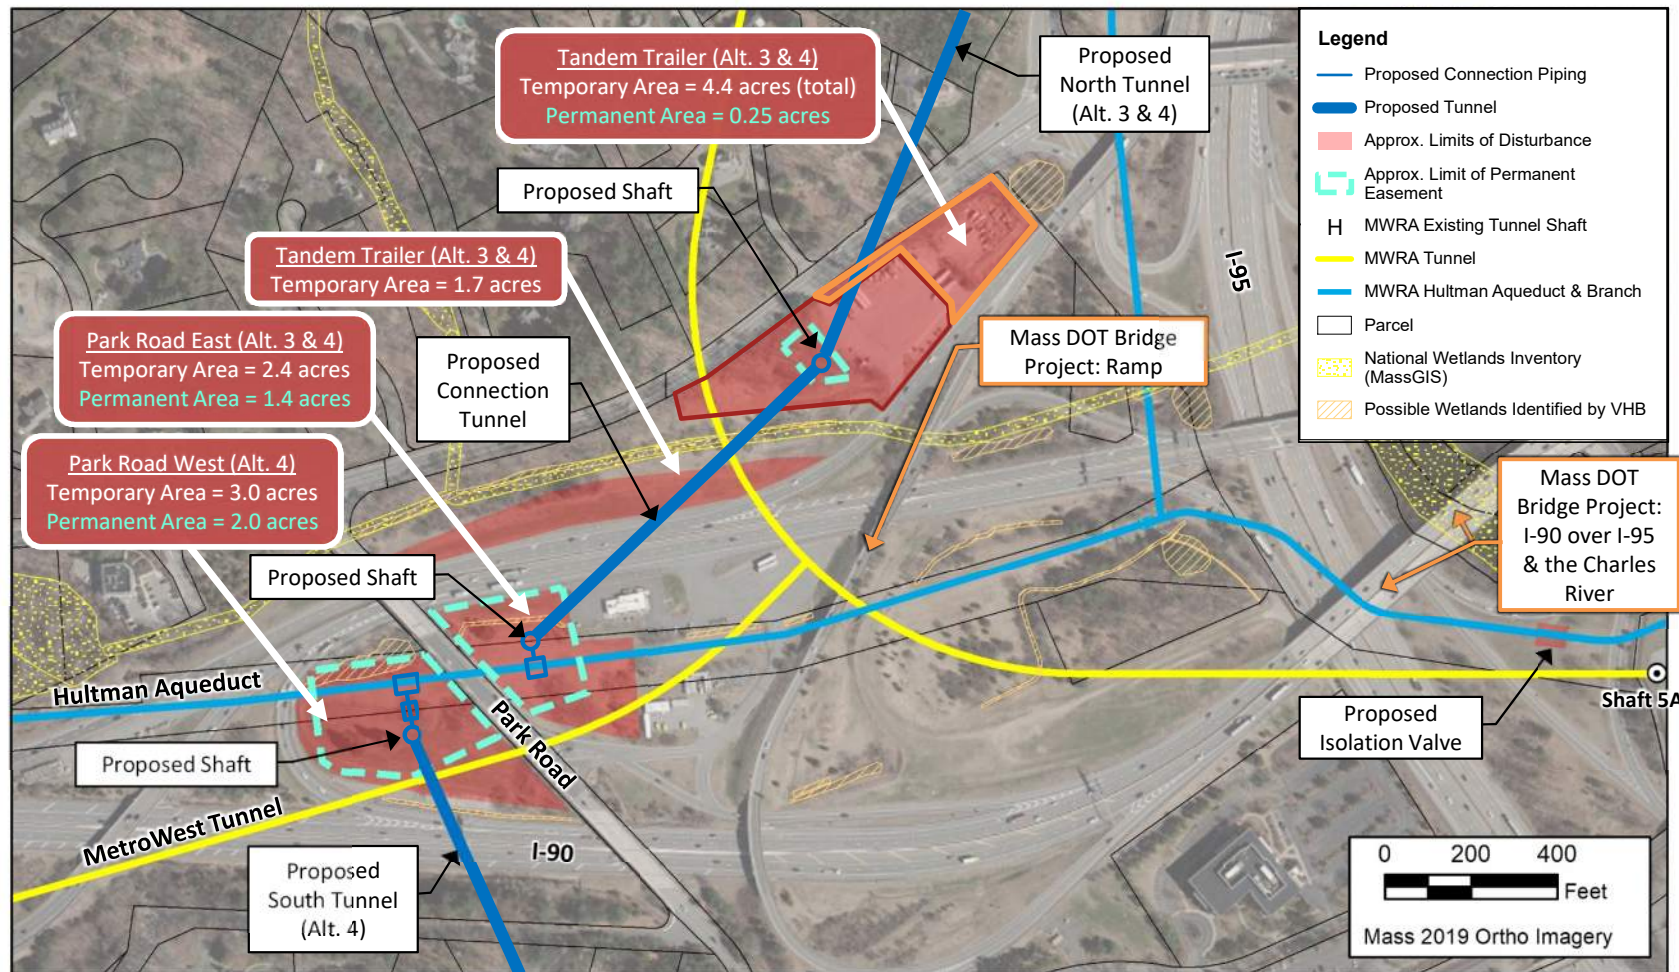 Tandem Trailer (Alt. 3 & 4)
Temporary Area = 4.4 acres (total)
Permanent Area = 0.25 acres
Proposed
North Tunnel
(Alt. 3 & 4)
Legend
Proposed Connection Piping
Proposed Tunnel
Approx. Limits of Disturbance
Approx. Limit of Permanent
Easement
H
MWRA Existing Tunnel Shaft
MWRA Tunnel
MWRA Hultman Aqueduct & Branch
Parcel
National Wetlands Inventory
(MassGIS)
Possible Wetlands Identified by VHB
Proposed Shaft
Tandem Trailer (Alt. 3 & 4)
Temporary Area = 1.7 acres
I-95
Park Road East (Alt. 3 & 4)
Temporary Area = 2.4 acres
Permanent Area = 1.4 acres
Proposed
Connection
Tunnel
Mass DOT Bridge
Project: Ramp
Park Road West (Alt. 4)
Temporary Area = 3.0 acres
Permanent Area = 2.0 acres
Mass DOT
Bridge Project:
I-90 over I-95
& the Charles
River
Proposed Shaft
Hultman Aqueduct
Park Road
Shaft 5A
Proposed
Isolation Valve
Proposed Shaft
MetroWest Tunnel
I-90
Proposed
South Tunnel
(Alt. 4)
0 200 400
Feet
Mass 2019 Ortho Imagery